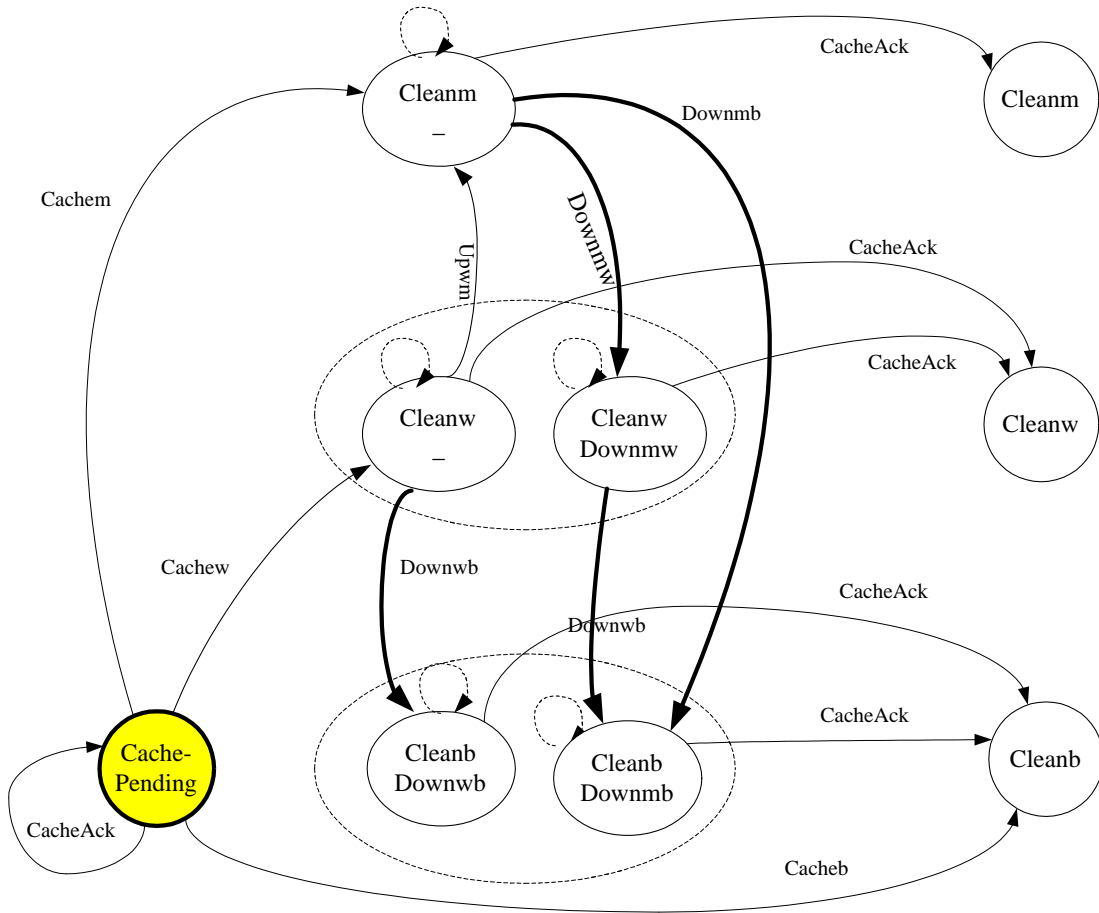 CacheAck
Cleanm
_
Cleanm
Downmb
Cachem
Downmw
Upwm
CacheAck
CacheAck
Cleanw
_
Cleanw
Downmw
Cleanw
Cachew
Downwb
CacheAck
Downwb
CacheAck
Cache-
Pending
Cleanb
Downwb
Cleanb
Downmb
Cleanb
CacheAck
Cacheb